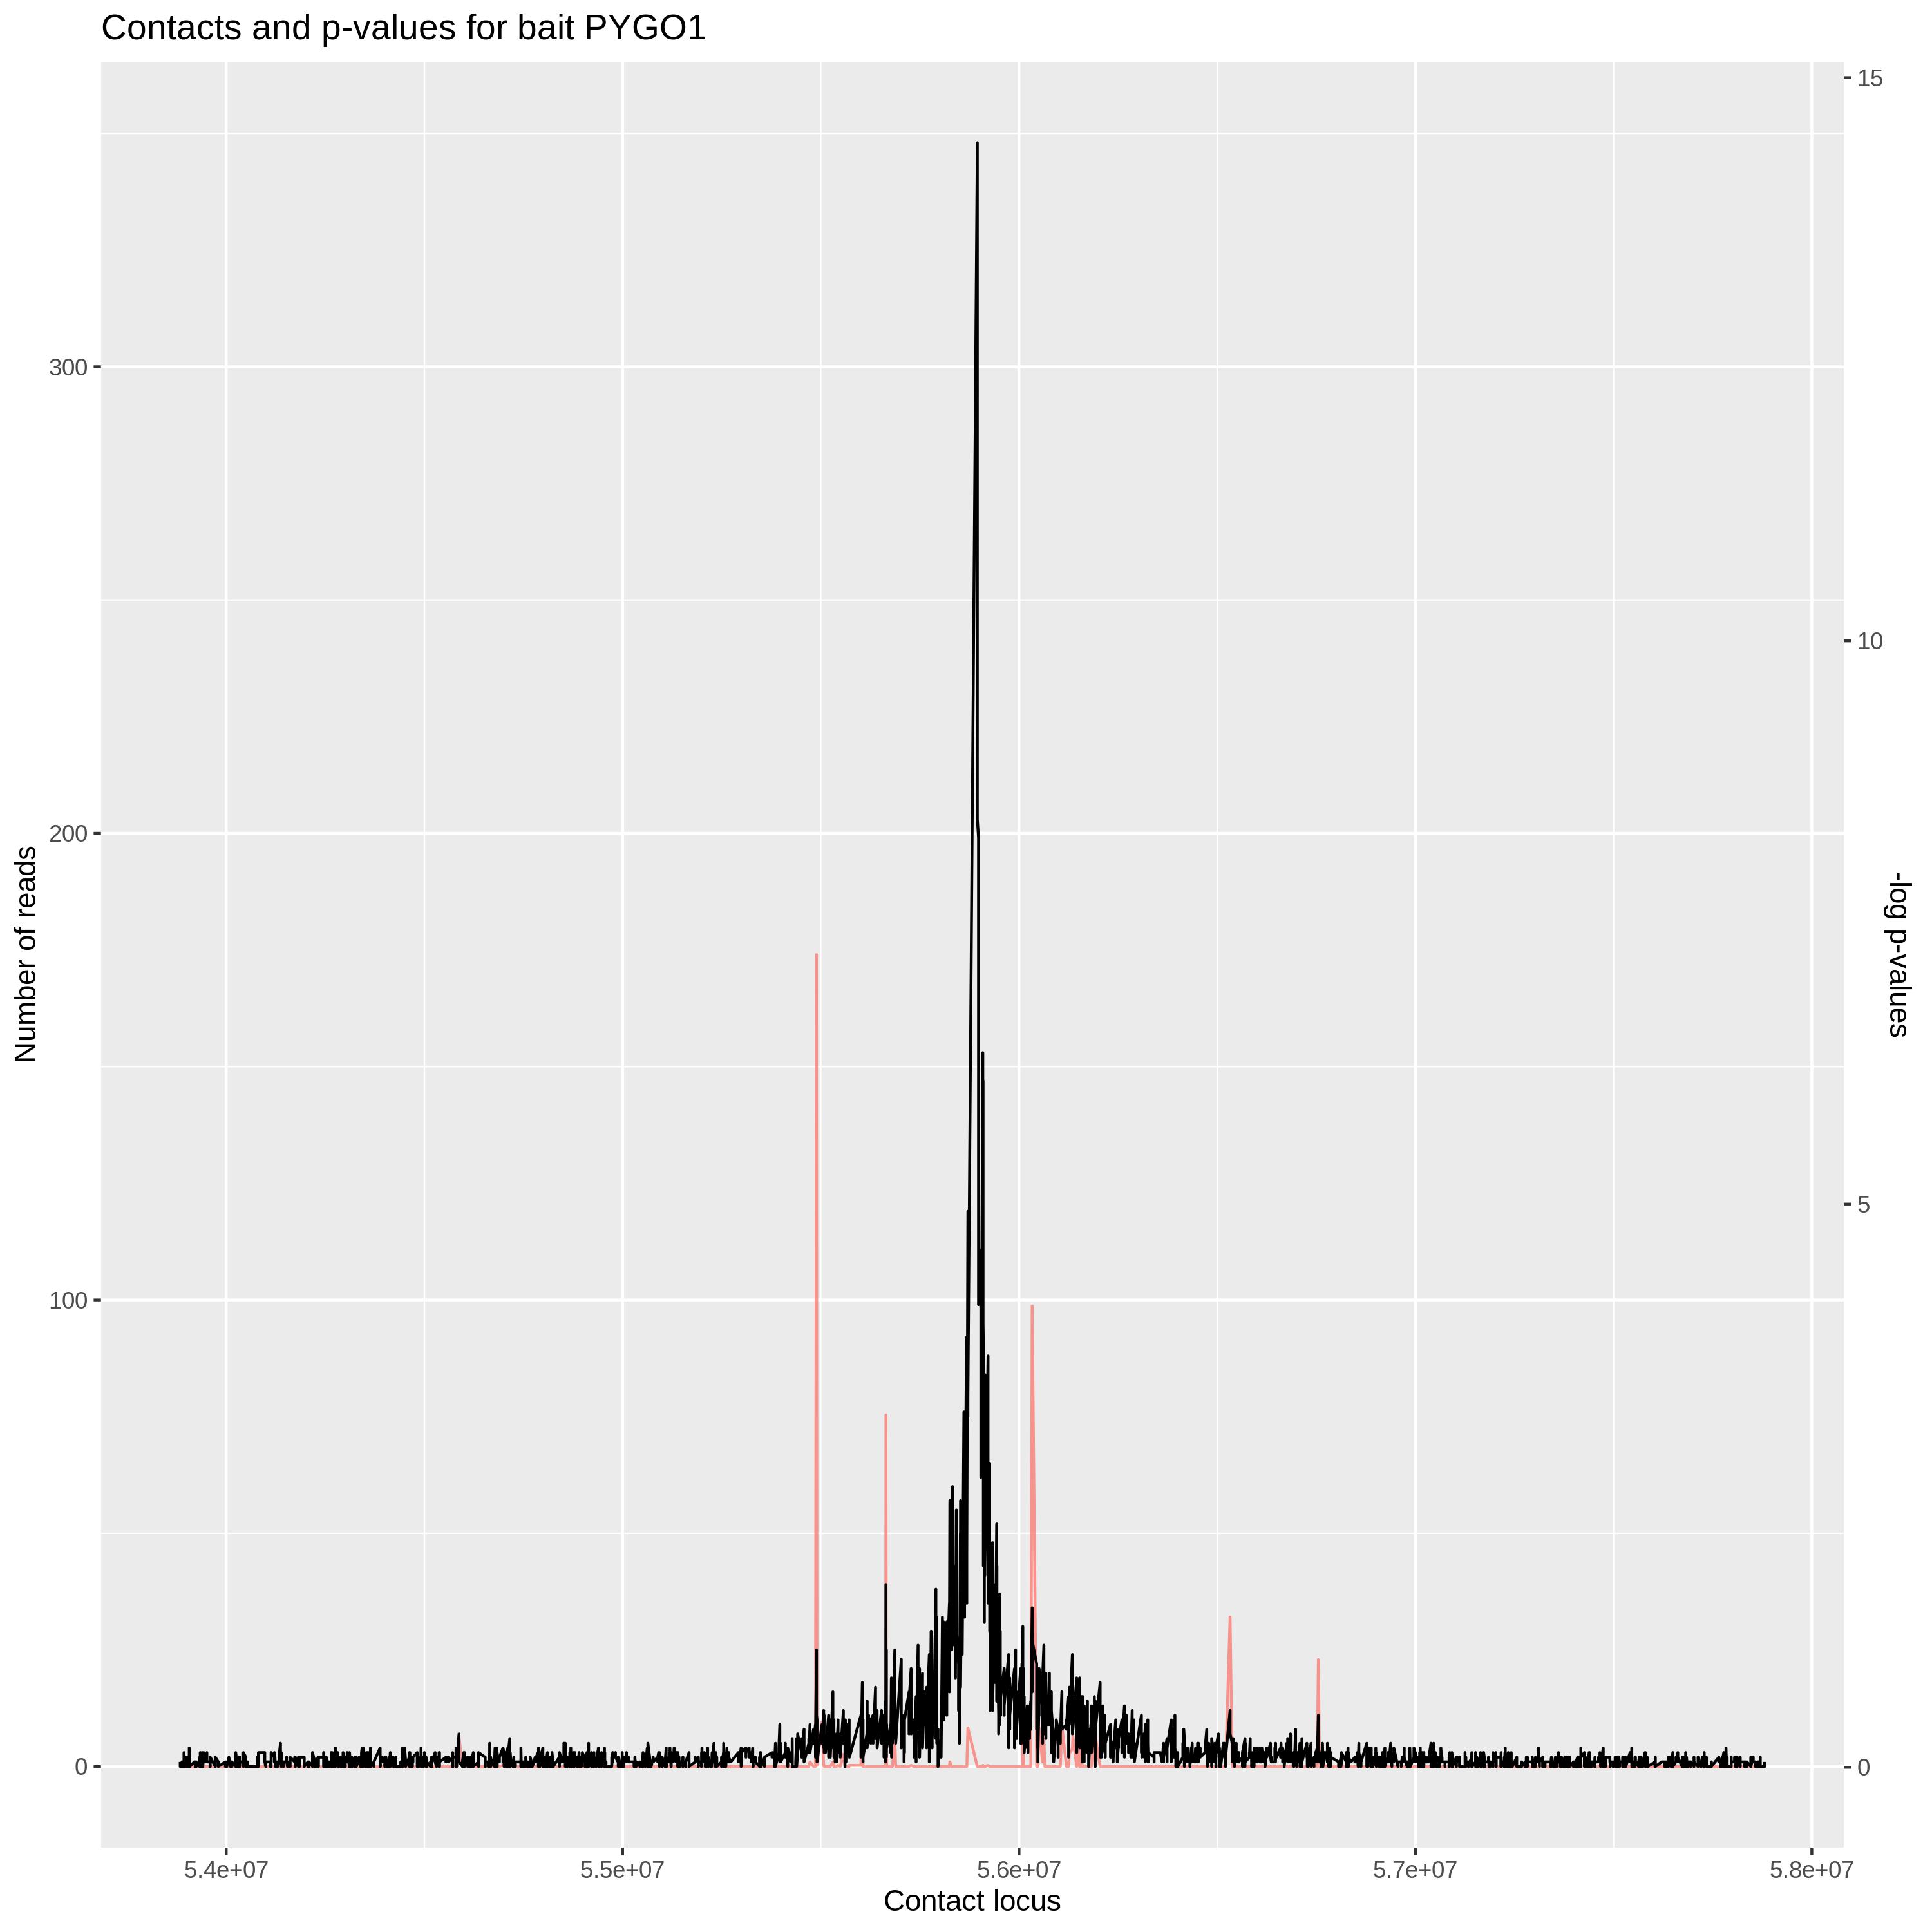 Contacts and p-values for bait PYGO1
15
300
10
200
Number of reads
-log p-values
5
100
0
0
5.4e+07
5.5e+07
5.6e+07
5.7e+07
5.8e+07
Contact locus